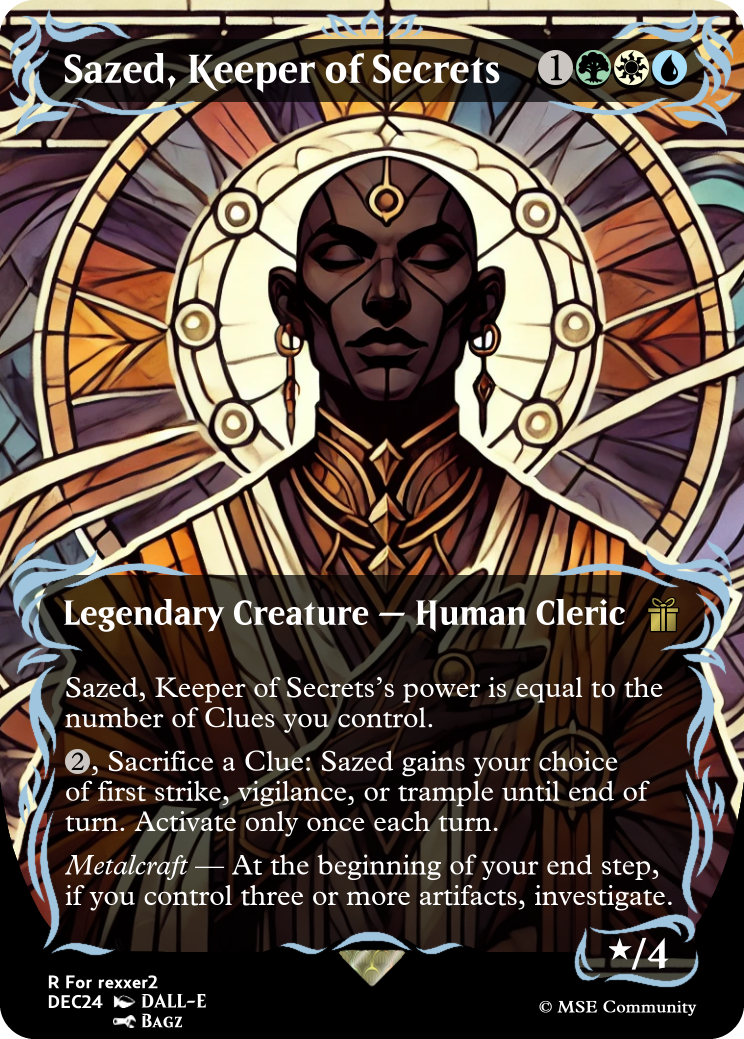 Sazed, Keeper of Secrets 1
Legendary Creature — Human Cleric
Sazed, Keeper of Secrets's power is equal to the
number of Clues you control.
2, Sacrifice a Clue: Sazed gains your choice
of first strike, vigilance, or trample until end of
turn. Activate only once each turn.
Metalcraft — At the beginning of your end step,
if you control three or more artifacts, investigate.
★/4
R For rexxer2
DEC24 DALL-E
Bagz
© MSE Community